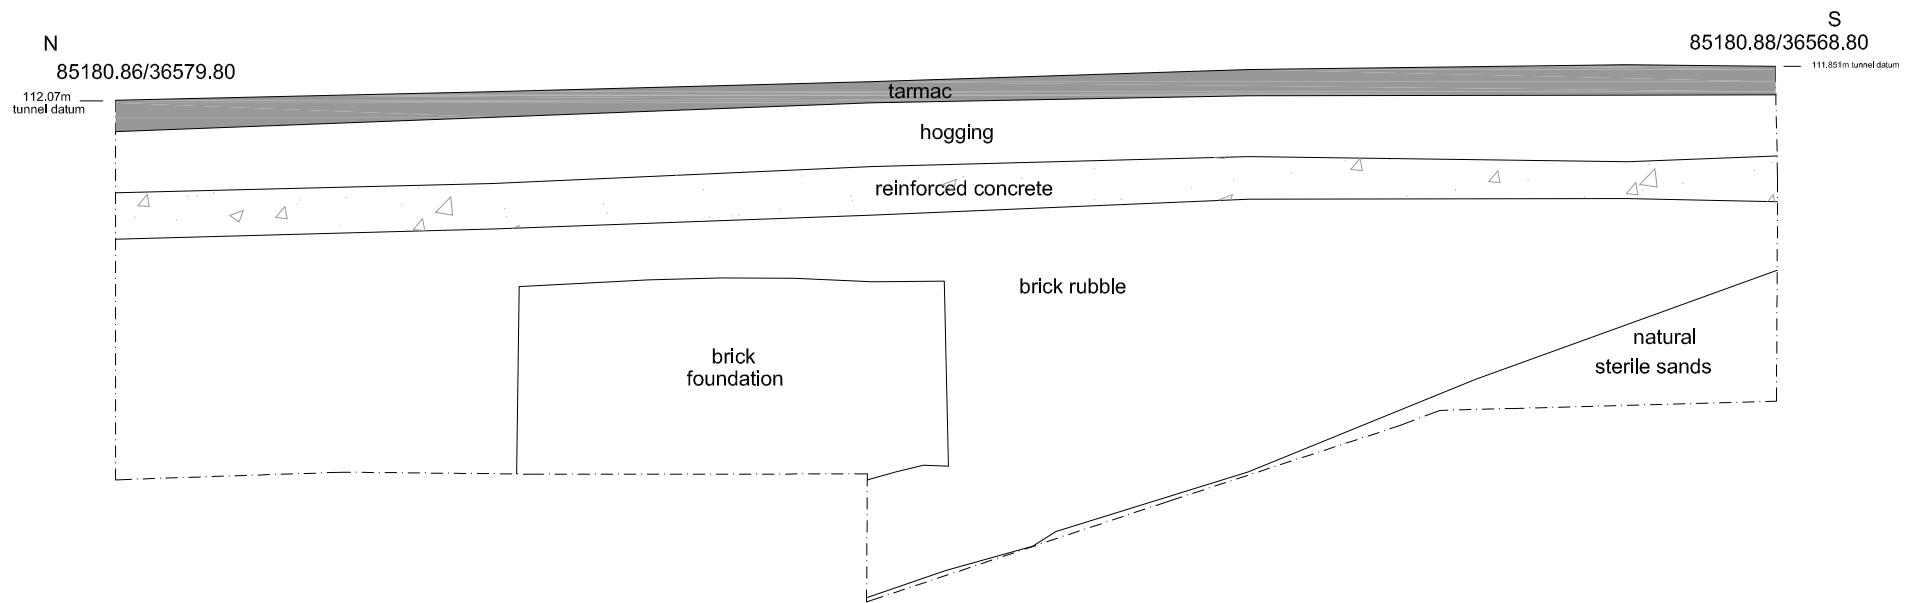 N
S
85180.86/36579.80
85180.88/36568.80
112.07m
tunnel datum
111.851m tunnel datum
tarmac
hogging
reinforced concrete
brick rubble
brick
foundation
natural
sterile sands